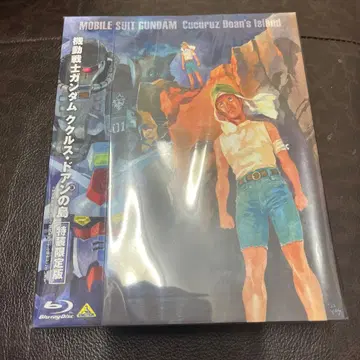 MOBILE SUIT GUNDAM Cucuruz Doan's Island
機動戦士ガンダム ククルス・ドアンの島 特装限定版
01
Blu-ray Disc